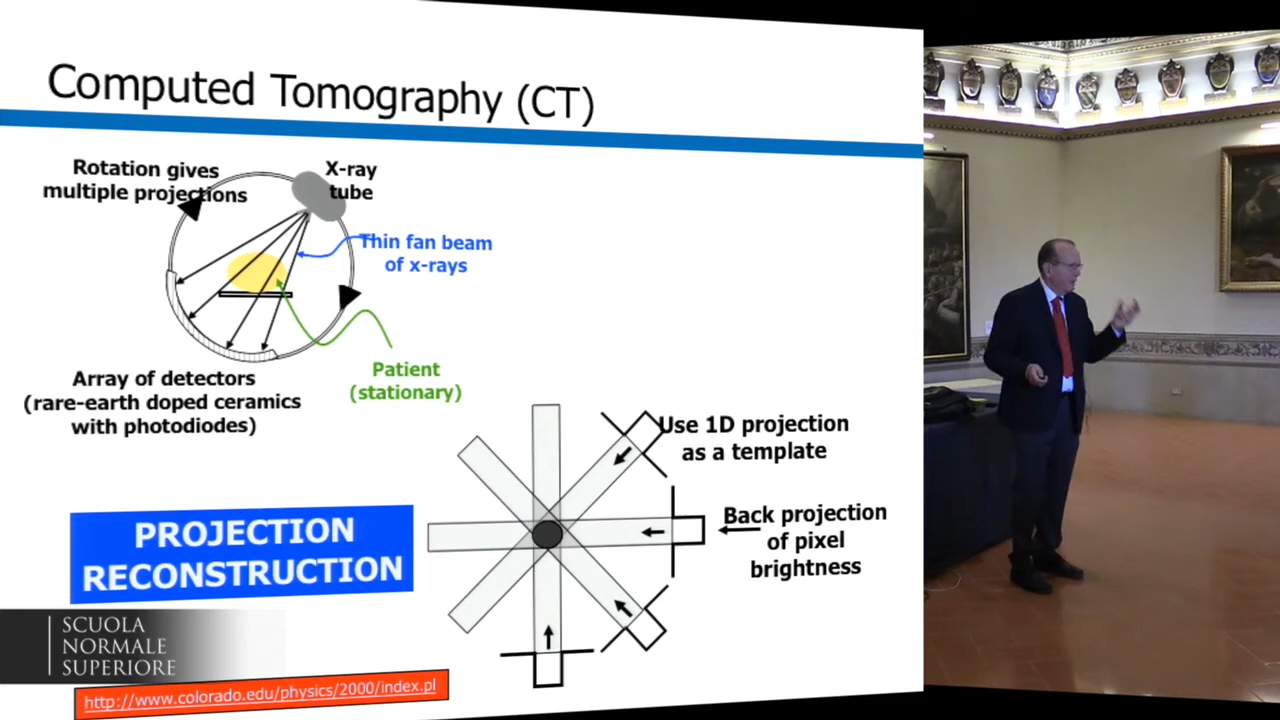 Computed Tomography (CT)
Rotation gives
multiple projections
X-ray
tube
Thin fan beam
of x-rays
Patient
(stationary)
Array of detectors
(rare-earth doped ceramics
with photodiodes)
Use 1D projection
as a template
Back projection
of pixel
brightness
PROJECTION
RECONSTRUCTION
SCUOLA
NORMALE
SUPERIORE
http://www.colorado.edu/physics/2000/index.pl